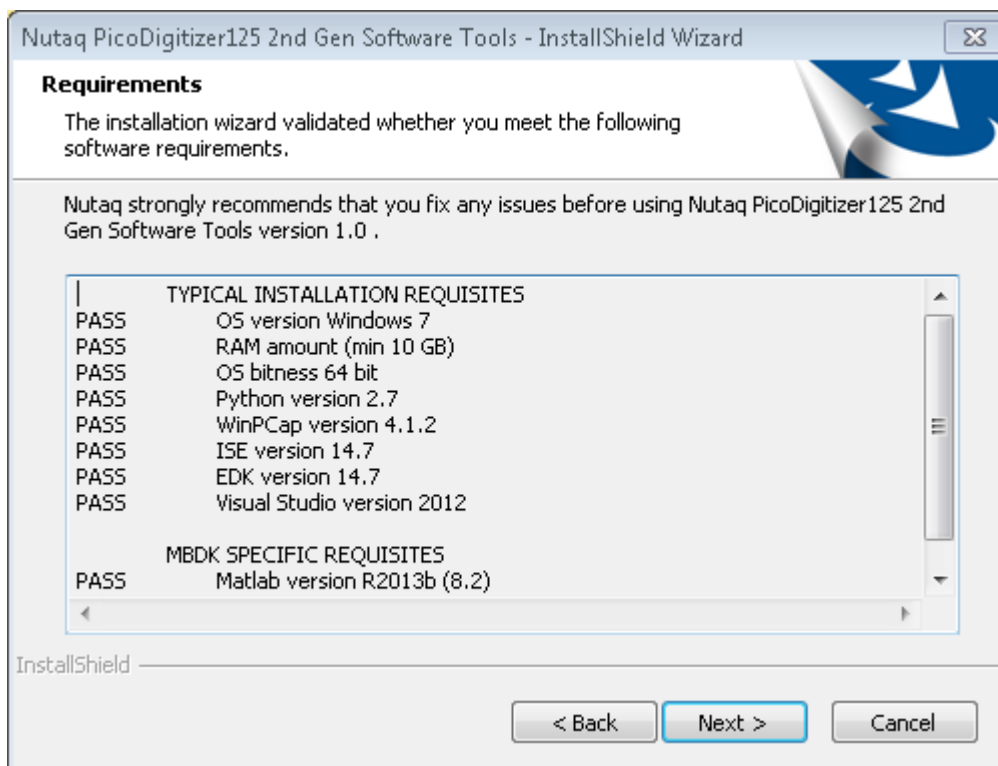 Nutaq PicoDigitizer125 2nd Gen Software Tools - InstallShield Wizard
Requirements
The installation wizard validated whether you meet the following
software requirements.
Nutaq strongly recommends that you fix any issues before using Nutaq PicoDigitizer125 2nd
Gen Software Tools version 1.0 .
TYPICAL INSTALLATION REQUISITES
PASS OS version Windows 7
PASS RAM amount (min 10 GB)
PASS OS bitness 64 bit
PASS Python version 2.7
PASS WinPCap version 4.1.2
PASS ISE version 14.7
PASS EDK version 14.7
PASS Visual Studio version 2012
MBDK SPECIFIC REQUISITES
PASS Matlab version R2013b (8.2)
InstallShield
< Back Next > Cancel